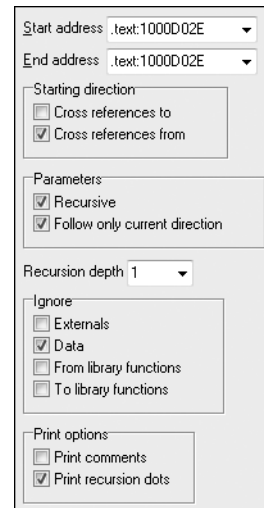 Start address .text:1000D02E
End address .text:1000D02E
Starting direction
Cross references to
Cross references from
Parameters
Recursive
Follow only current direction
Recursion depth 1
Ignore
Externals
Data
From library functions
To library functions
Print options
Print comments
Print recursion dots